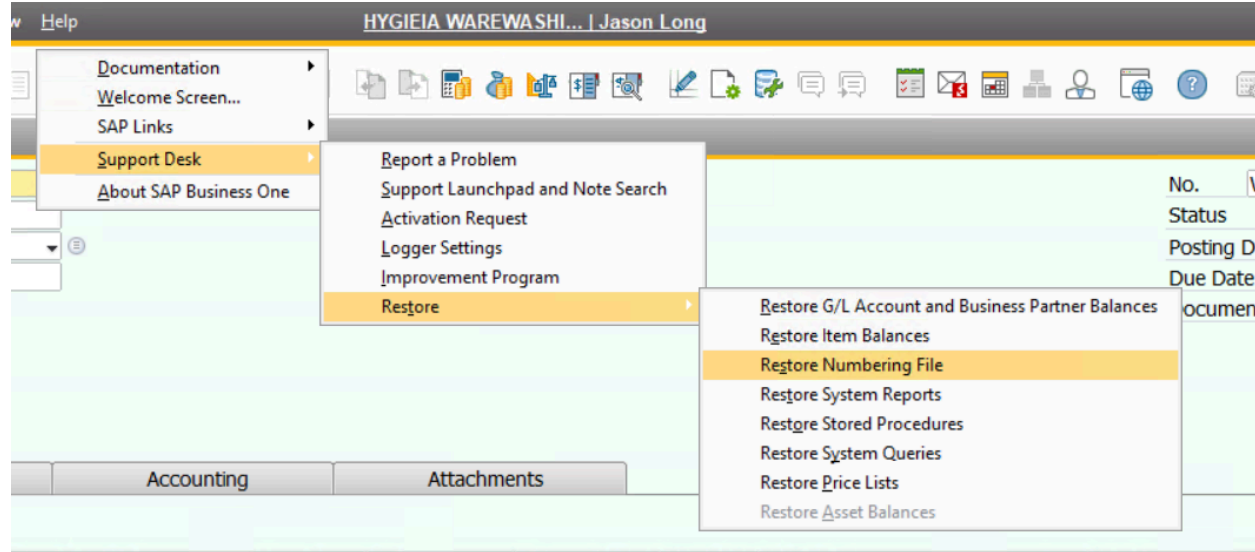 Help
HYGIEIA WAREWASHI... | Jason Long
Documentation
Welcome Screen...
SAP Links
Support Desk
About SAP Business One
Report a Problem
Support Launchpad and Note Search
Activation Request
Logger Settings
Improvement Program
Restore
Restore G/L Account and Business Partner Balances
Restore Item Balances
Restore Numbering File
Restore System Reports
Restore Stored Procedures
Restore System Queries
Restore Price Lists
Restore Asset Balances
No.
Status
Posting D
Due Date
ocumen
Accounting
Attachments